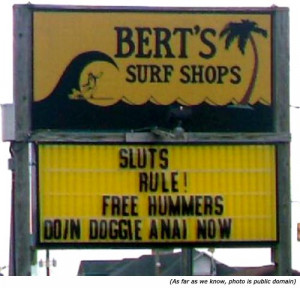 BERT'S
SURF SHOPS
SLUTS
RULE!
FREE HUMMERS
DO/N DOGGIE ANAI NOW
(As far as we know, photo is public domain)